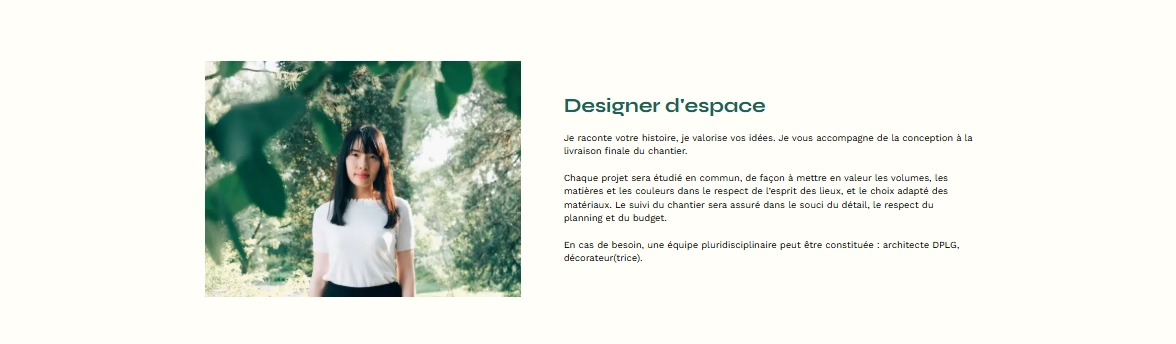 Designer d'espace
Je raconte votre histoire, je valorise vos idées. Je vous accompagne de la conception à la
livraison finale du chantier.
Chaque projet sera étudié en commun, de façon à mettre en valeur les volumes, les
matières et les couleurs dans le respect de l'esprit des lieux, et le choix adapté des
matériaux. Le suivi du chantier sera assuré dans le souci du détail, le respect du
planning et du budget.
En cas de besoin, une équipe pluridisciplinaire peut être constituée : architecte DPLG,
décorateur(trice).